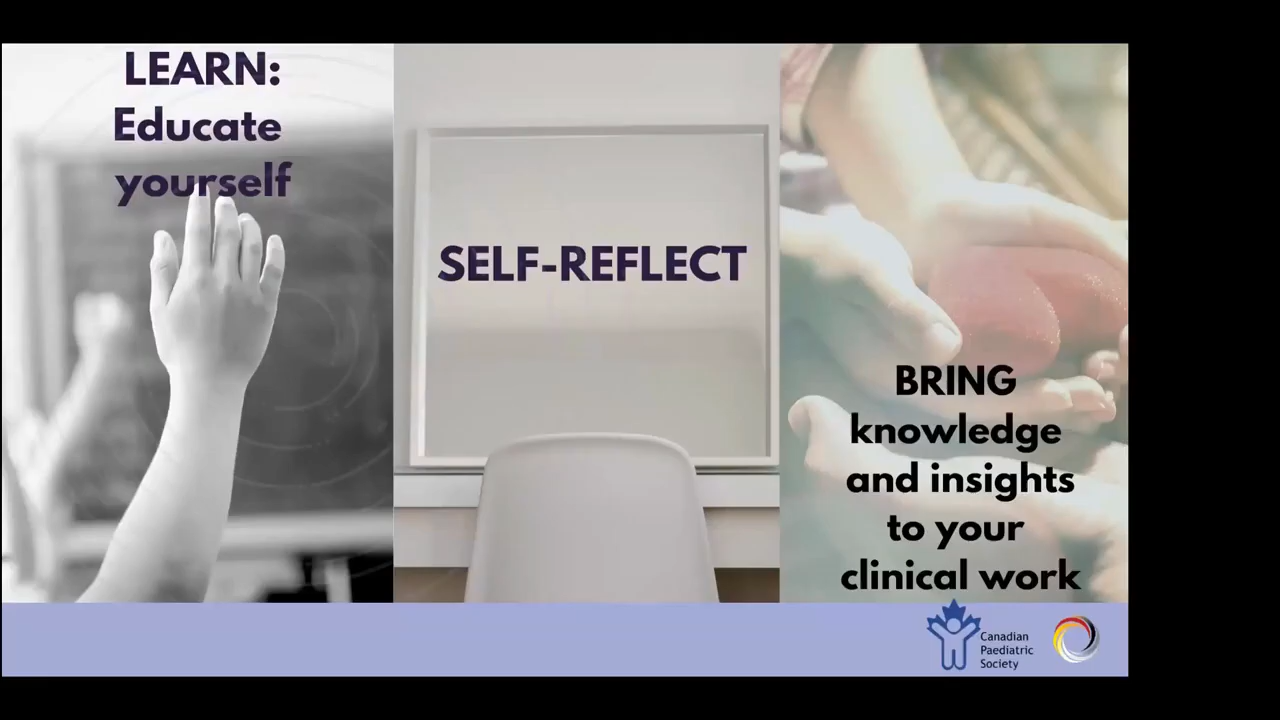 LEARN:
Educate
yourself
SELF-REFLECT
BRING
knowledge
and insights
to your
clinical work
Canadian
Paediatric
Society